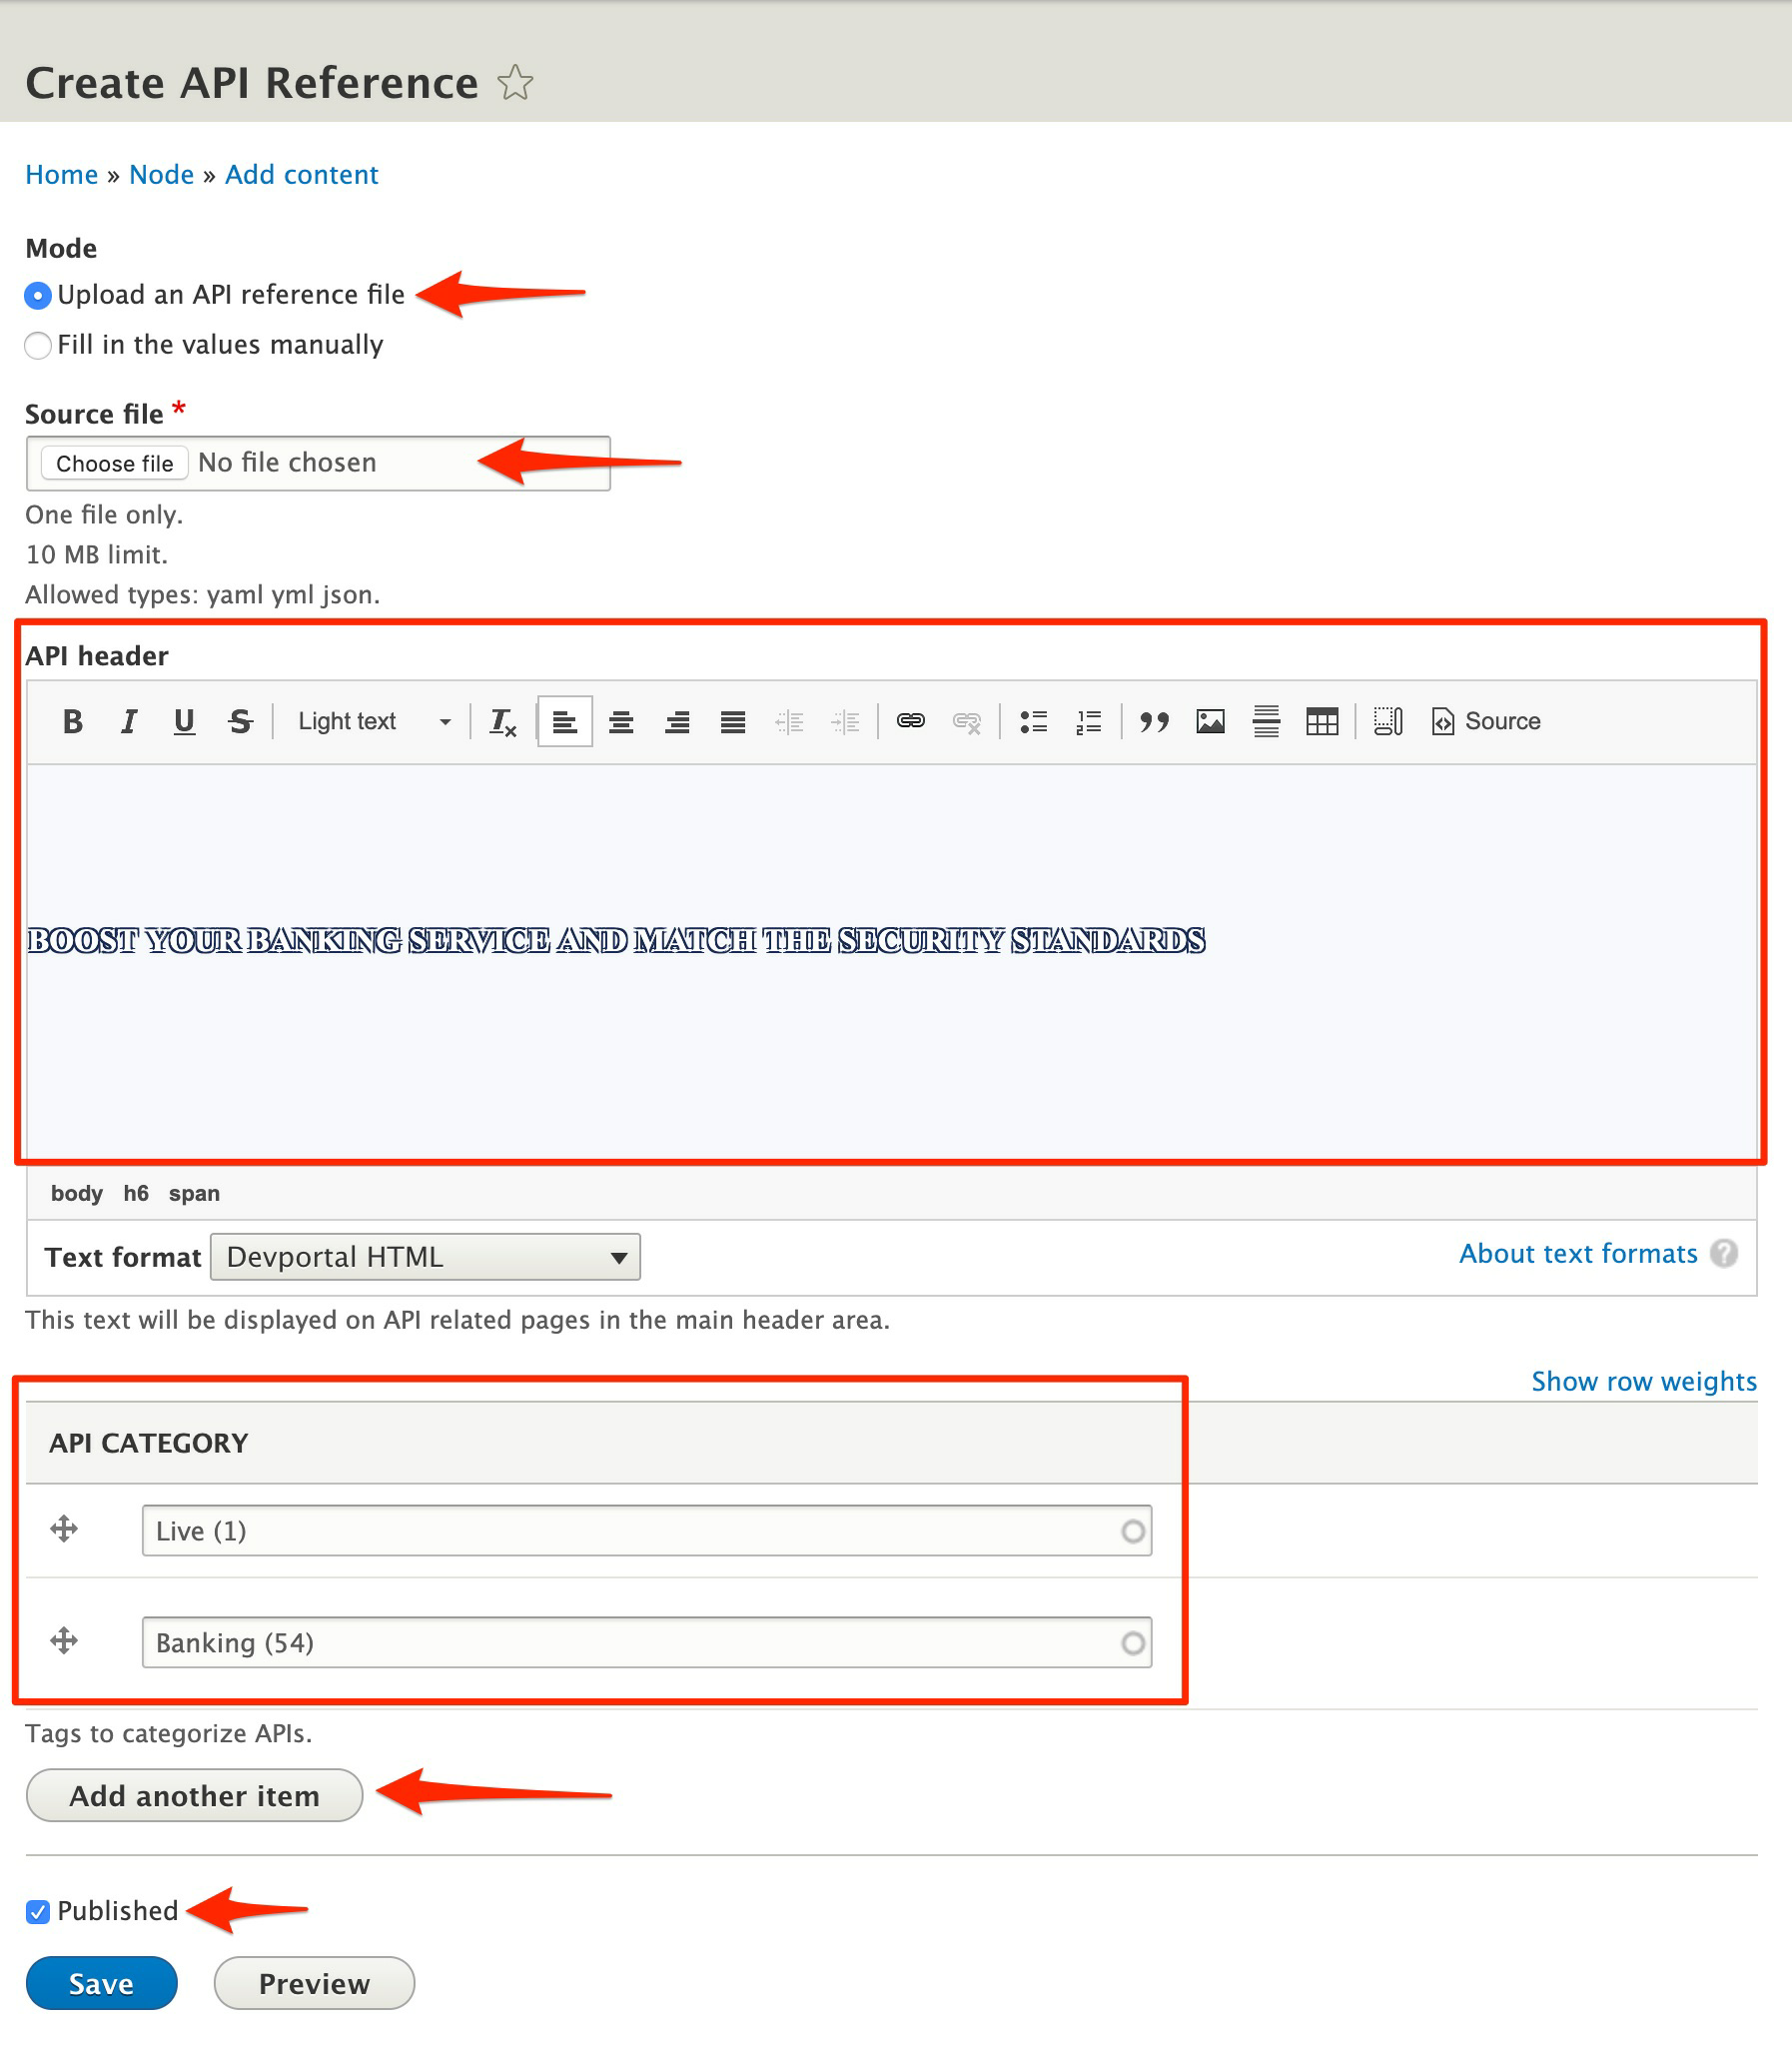 Create API Reference
Home » Node » Add content
Mode
Upload an API reference file
Fill in the values manually
Source file *
Choose file No file chosen
One file only.
10 MB limit.
Allowed types: yaml yml json.
API header
B I U S Light text Tx Source
BOOST YOUR BANKING SERVICE AND MATCH THE SECURITY STANDARDS
body h6 span
Text format Devportal HTML About text formats ?
This text will be displayed on API related pages in the main header area.
Show row weights
API CATEGORY
Live (1)
Banking (54)
Tags to categorize APIs.
Add another item
Published
Save Preview